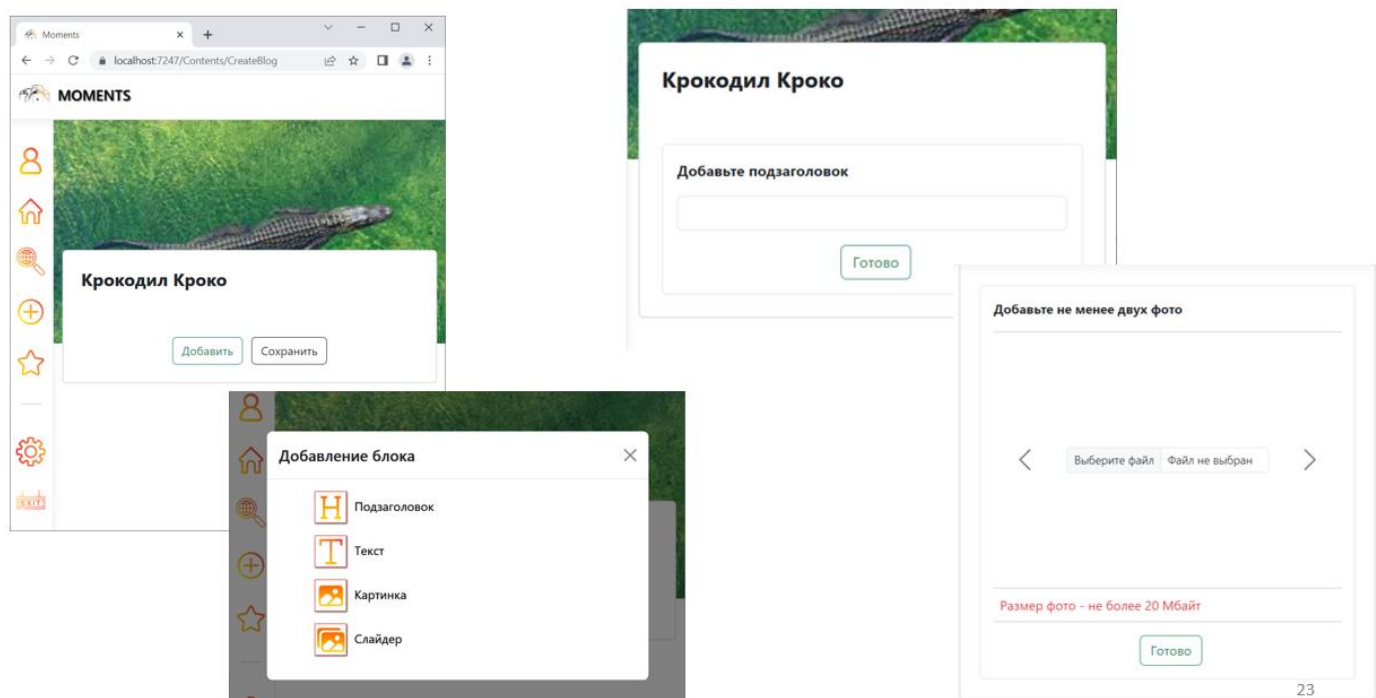 Moments
localhost:7247/Contents/CreateBlog
MOMENTS
Крокодил Кроко
Добавить
Сохранить
EXIT
Добавление блока
H Подзаголовок
T Текст
Картинка
Слайдер
Крокодил Кроко
Добавьте подзаголовок
Готово
Добавьте не менее двух фото
Выберите файл Файл не выбран
Размер фото - не более 20 Мбайт
Готово
23